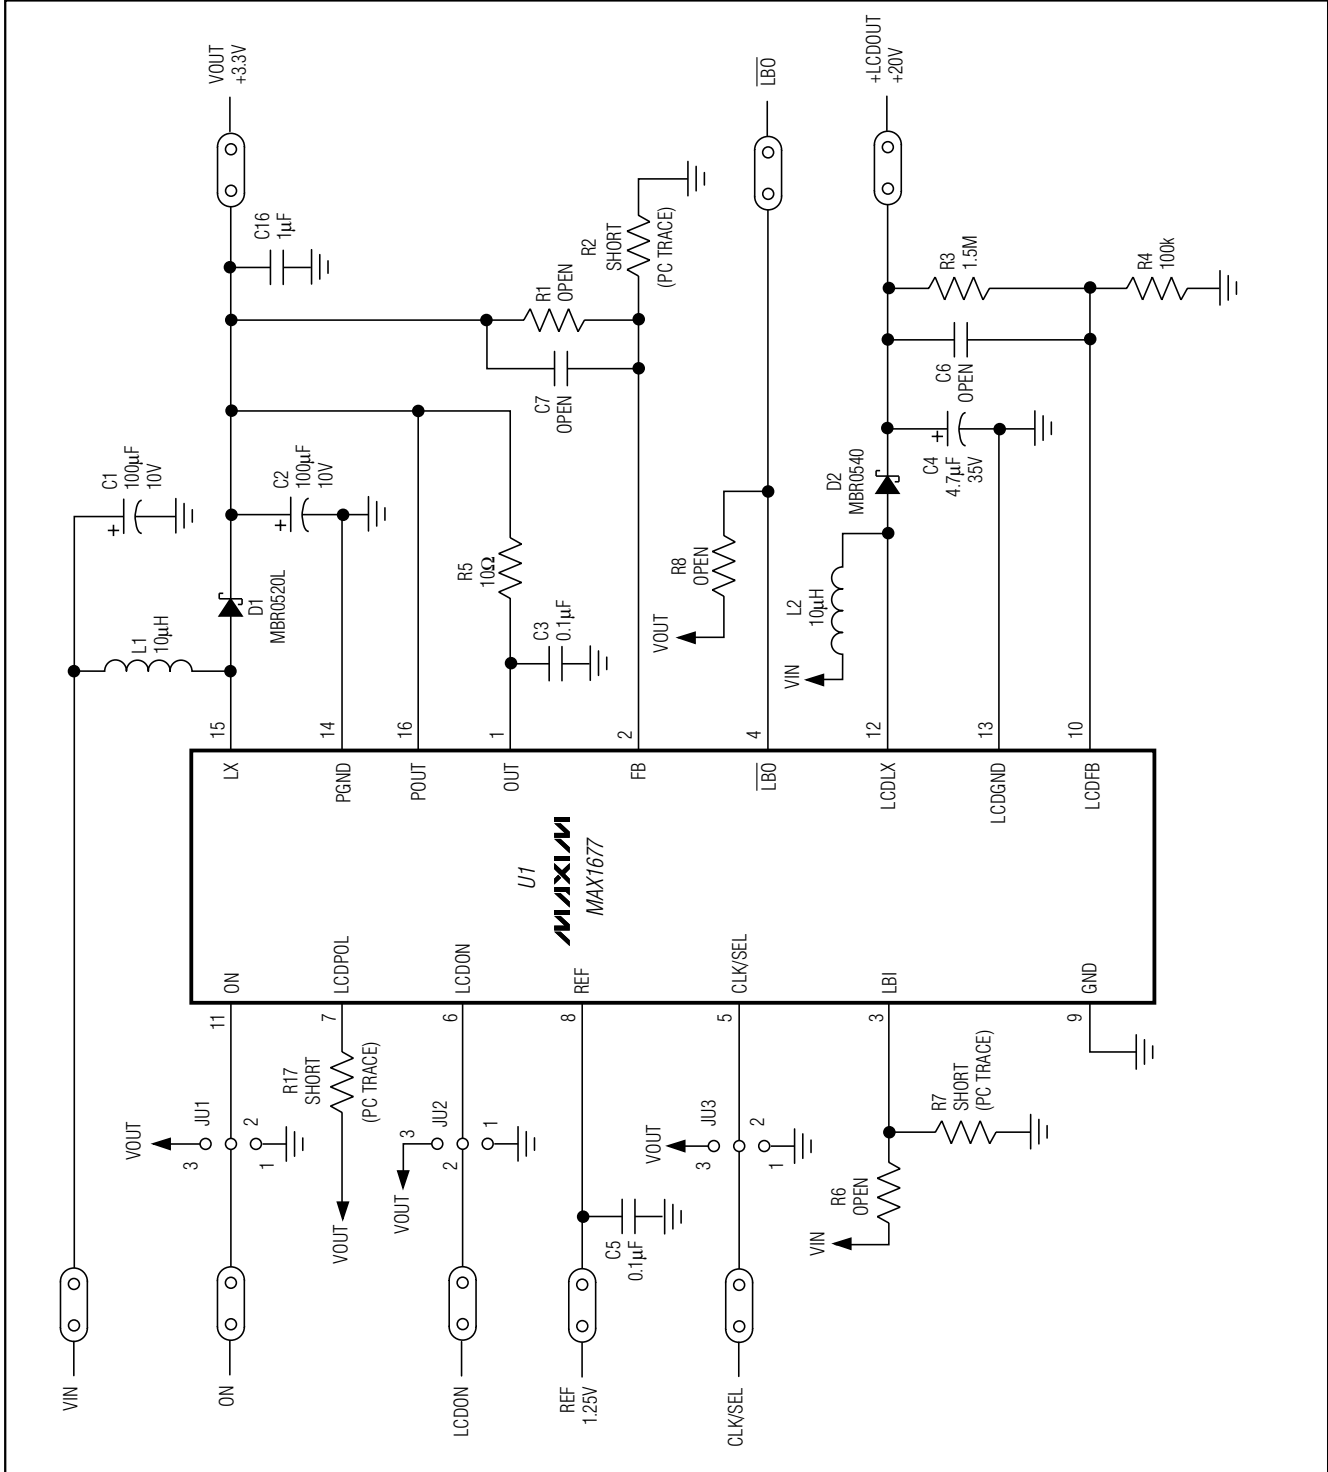 VIN
C1
100µF
10V
+
L1
10µH
VOUT
+3.3V
C16
1µF
D1
MBR0520L
C2
100µF
10V
+
R1
OPEN
C7
OPEN
R2
SHORT
(PC TRACE)
R5
10Ω
C3
0.1µF
LBO
R8
OPEN
VOUT
+LCDOUT
+20V
L2
10µH
VIN
D2
MBR0540
C4
4.7µF
35V
+
C6
OPEN
R3
1.5M
R4
100k
15
14
16
1
2
4
12
13
10
LX
PGND
POUT
OUT
FB
LBO
LCDLX
LCDGND
LCDFB
U1
MAXIM
MAX1677
ON
LCDPOL
LCDON
REF
CLK/SEL
LBI
GND
11
7
6
8
5
3
9
ON
VOUT
JU1
3
2
1
R17
SHORT
(PC TRACE)
VOUT
LCDON
VOUT
JU2
3
2
1
REF
1.25V
C5
0.1µF
CLK/SEL
VOUT
JU3
3
2
1
VIN
R6
OPEN
R7
SHORT
(PC TRACE)